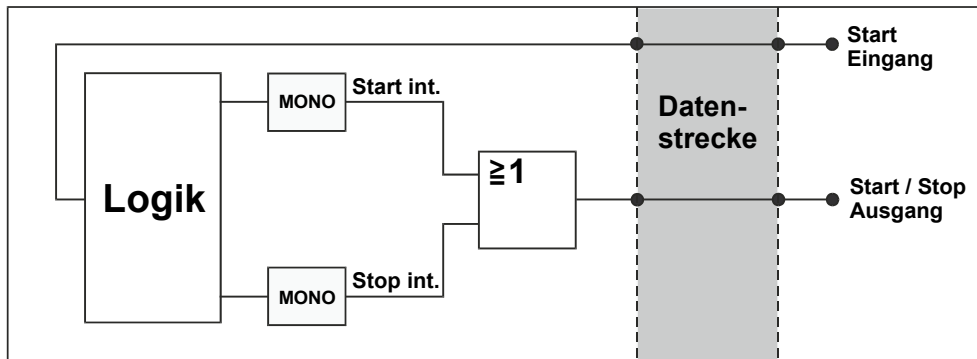 Start
Eingang
MONO
Start int.
Daten-
strecke
Logik
≧1
Start / Stop
Ausgang
MONO
Stop int.